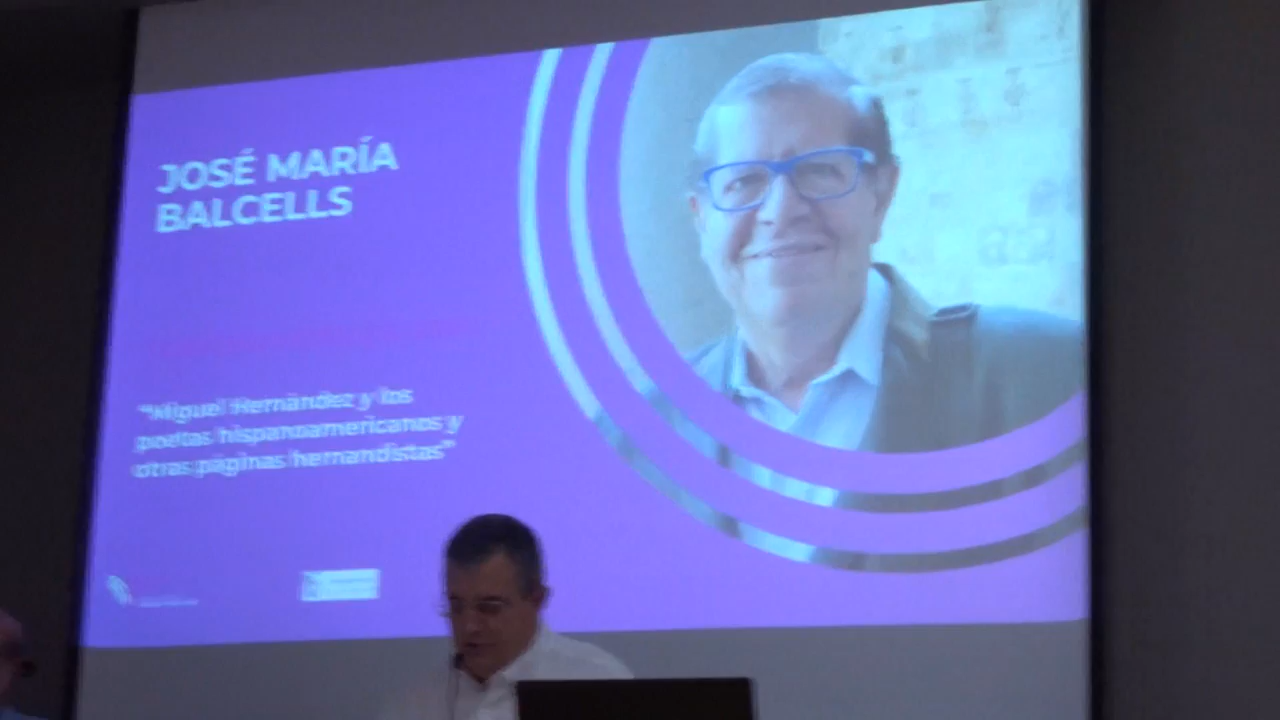 JOSÉ MARÍA
BALCELLS
"Miguel Hernández y los
poetas hispanoamericanos y
otras páginas hernandistas"